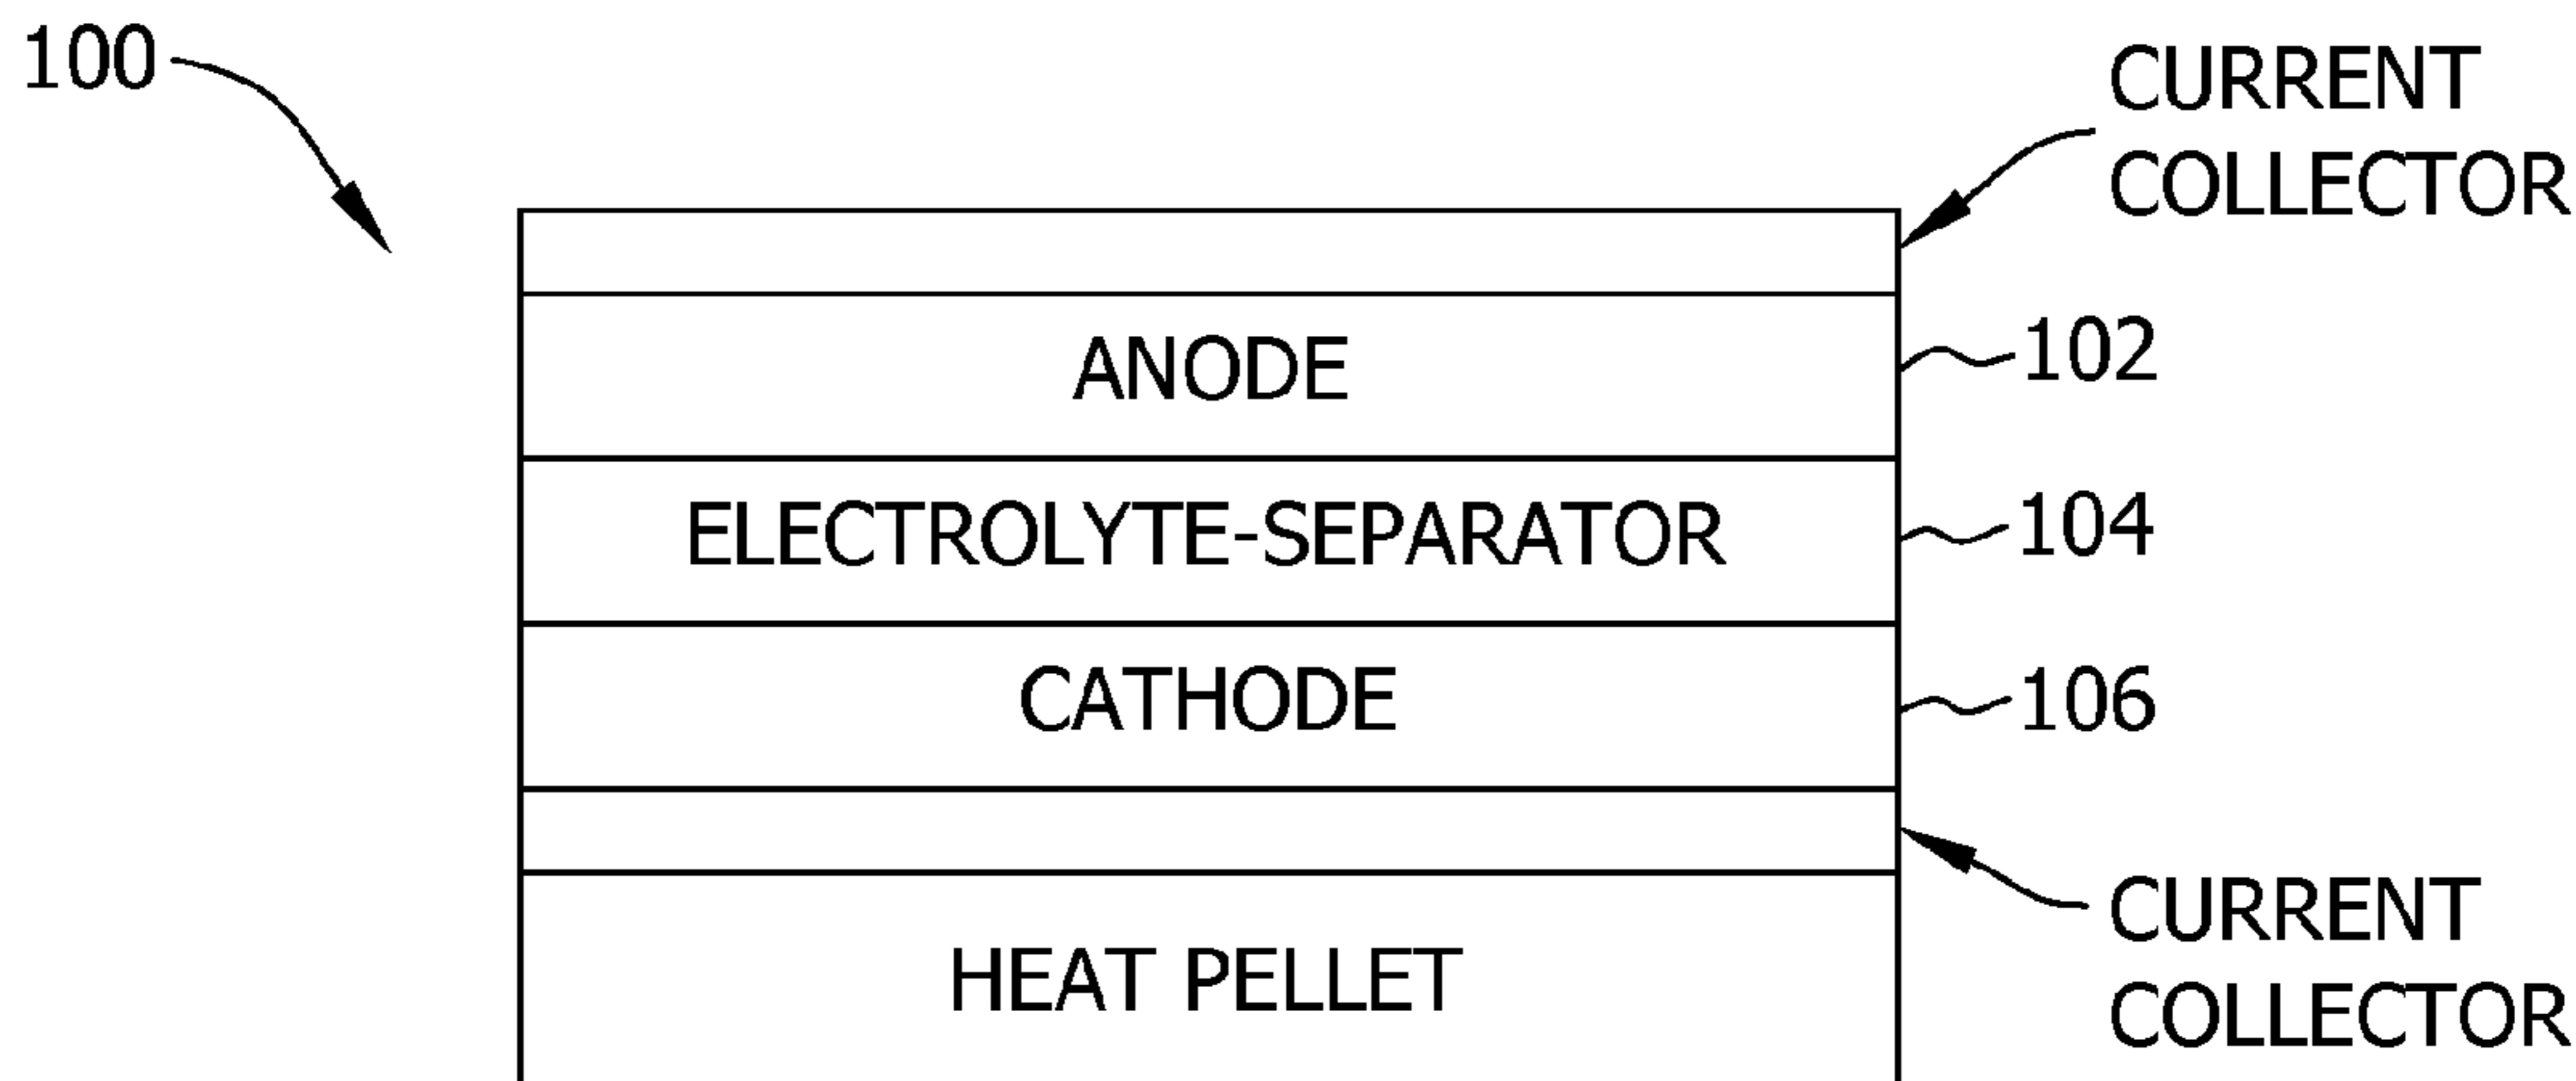 100
CURRENT
COLLECTOR
ANODE
102
ELECTROLYTE-SEPARATOR
104
CATHODE
106
CURRENT
COLLECTOR
HEAT PELLET